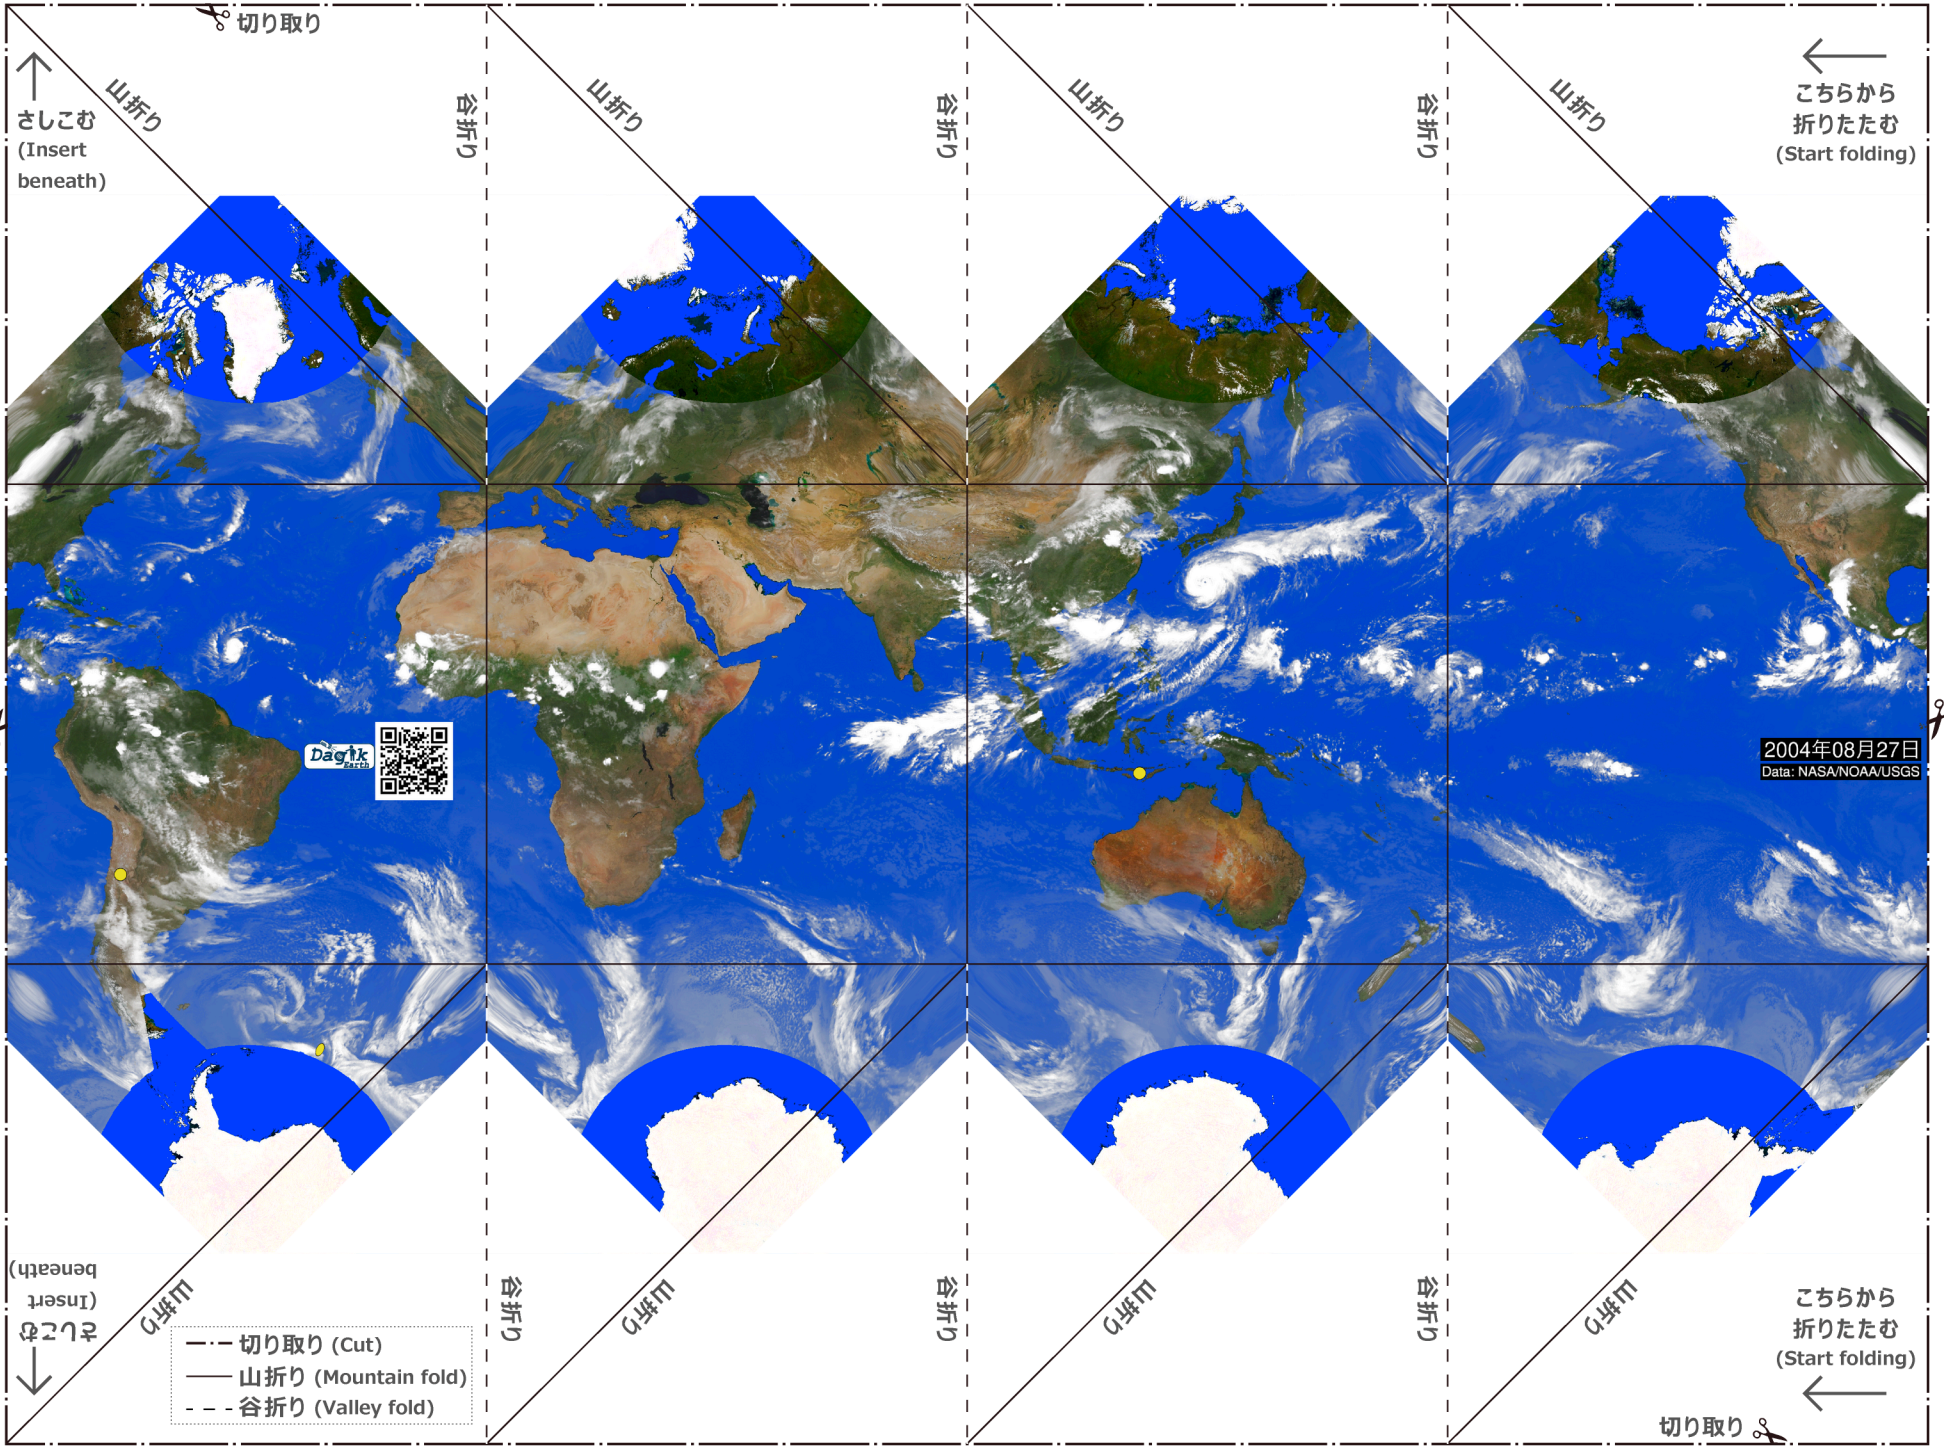 切り取り
山折り
谷折り
山折り
谷折り
山折り
谷折り
山折り
さしこむ
(Insert
beneath)
こちらから
折りたたむ
(Start folding)
Dagik
Earth
2004年08月27日
Data: NASA/NOAA/USGS
さしこむ
(Insert
beneath)
山折り
谷折り
山折り
谷折り
山折り
谷折り
山折り
こちらから
折りたたむ
(Start folding)
切り取り (Cut)
山折り (Mountain fold)
谷折り (Valley fold)
切り取り